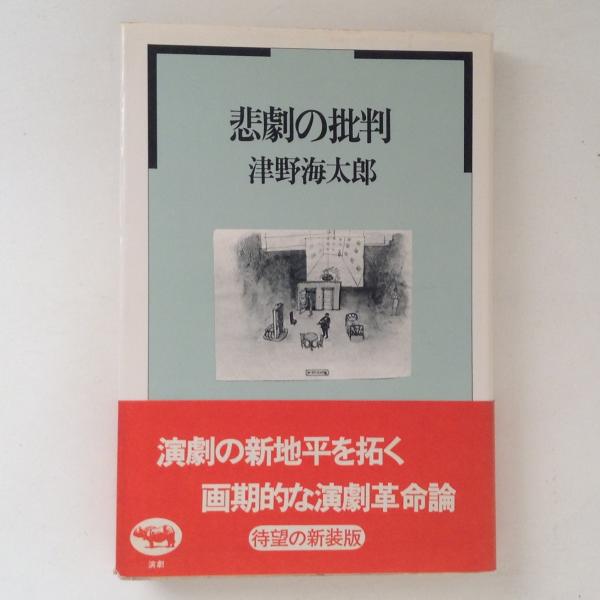 悲劇の批判
津野海太郎
演劇の新地平を拓く
画期的な演劇革命論
待望の新装版
演劇